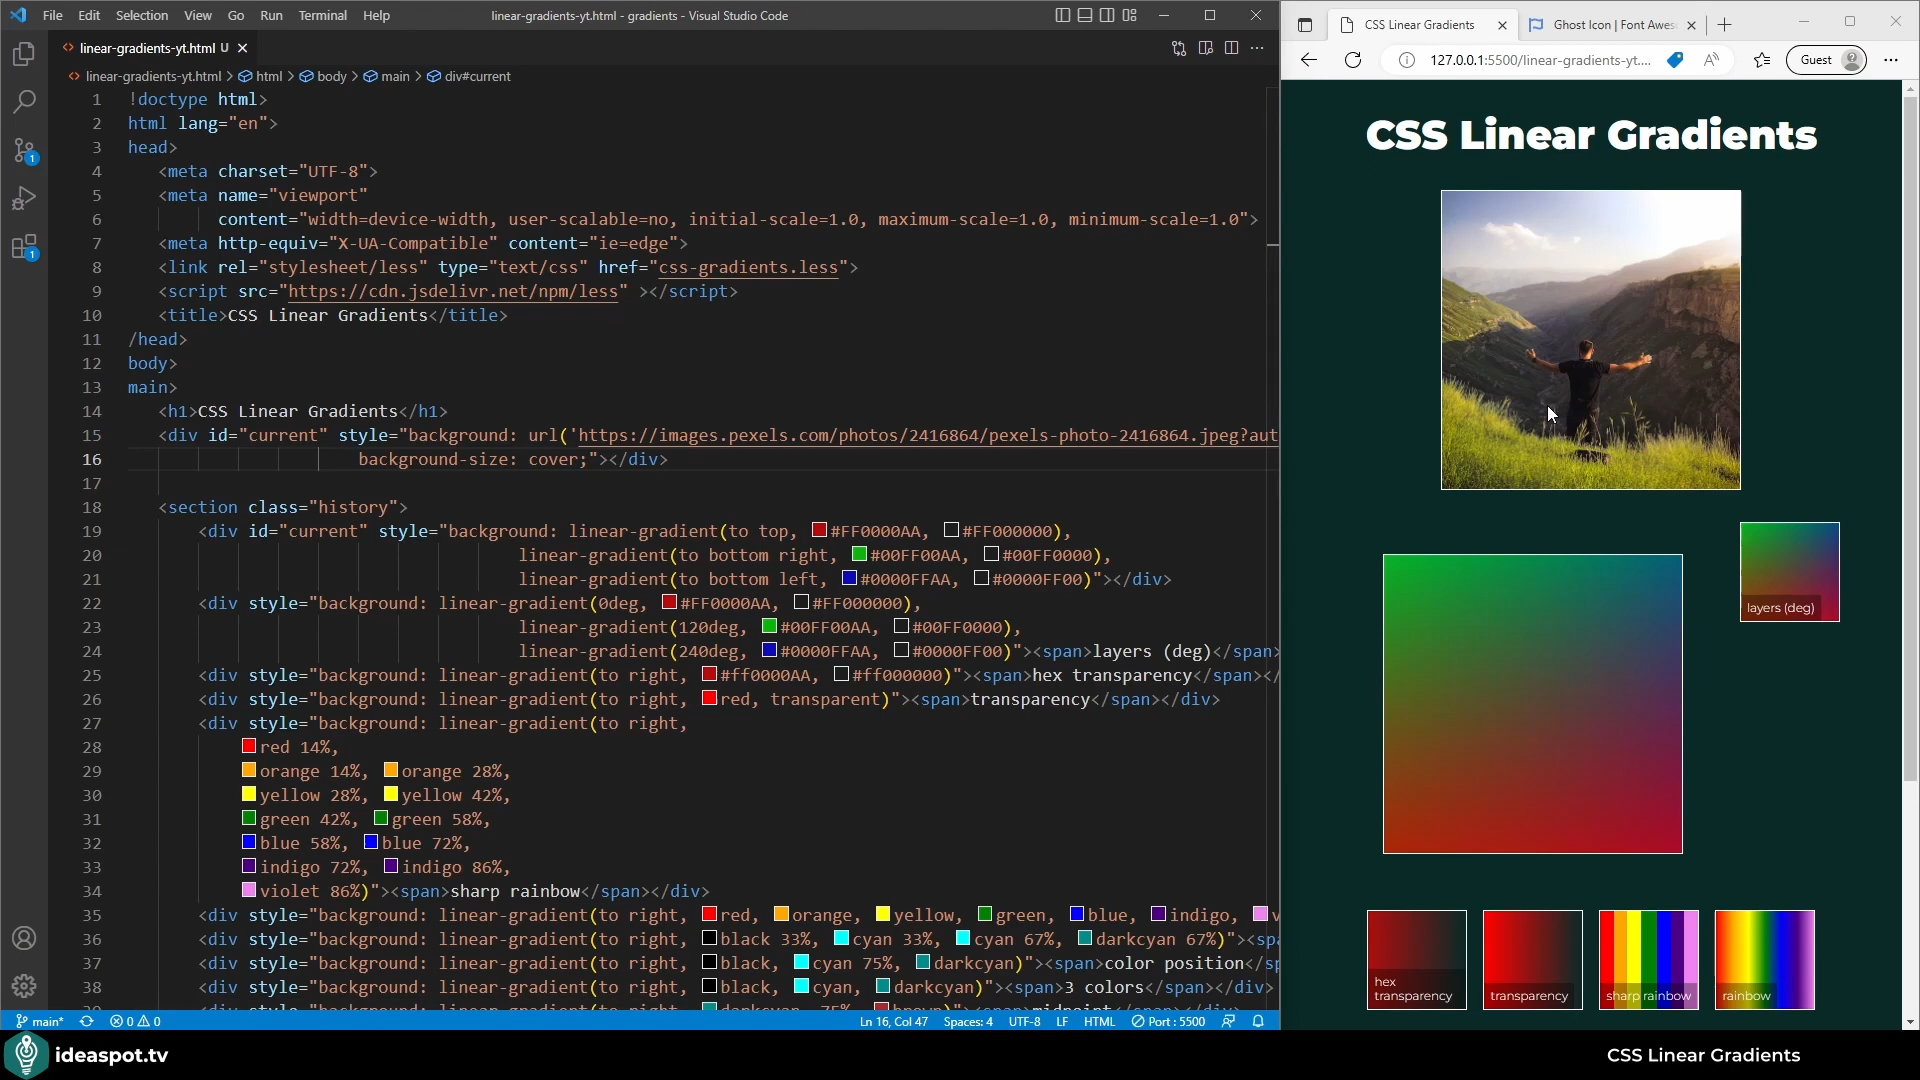 File Edit Selection View Go Run Terminal Help
linear-gradients-yt.html - gradients - Visual Studio Code
linear-gradients-yt.html U
linear-gradients-yt.html > html > body > main > div#current
1 !doctype html>
2 html lang="en">
3 head>
4 <meta charset="UTF-8">
5 <meta name="viewport"
6 content="width=device-width, user-scalable=no, initial-scale=1.0, maximum-scale=1.0, minimum-scale=1.0">
7 <meta http-equiv="X-UA-Compatible" content="ie=edge">
8 <link rel="stylesheet/less" type="text/css" href="css-gradients.less">
9 <script src="https://cdn.jsdelivr.net/npm/less" ></script>
10 <title>CSS Linear Gradients</title>
11 /head>
12 body>
13 main>
14 <h1>CSS Linear Gradients</h1>
15 <div id="current" style="background: url('https://images.pexels.com/photos/2416864/pexels-photo-2416864.jpeg?aut
16 background-size: cover;"></div>
17
18 <section class="history">
19 <div id="current" style="background: linear-gradient(to top, #FF0000AA, #FF000000),
20 linear-gradient(to bottom right, #00FF00AA, #00FF0000),
21 linear-gradient(to bottom left, #0000FFAA, #0000FF00)"></div>
22 <div style="background: linear-gradient(0deg, #FF0000AA, #FF000000),
23 linear-gradient(120deg, #00FF00AA, #00FF0000),
24 linear-gradient(240deg, #0000FFAA, #0000FF00)"><span>layers (deg)</span>
25 <div style="background: linear-gradient(to right, #ff0000AA, #ff000000)"><span>hex transparency</span></
26 <div style="background: linear-gradient(to right, red, transparent)"><span>transparency</span></div>
27 <div style="background: linear-gradient(to right,
28 red 14%,
29 orange 14%, orange 28%,
30 yellow 28%, yellow 42%,
31 green 42%, green 58%,
32 blue 58%, blue 72%,
33 indigo 72%, indigo 86%,
34 violet 86%)"><span>sharp rainbow</span></div>
35 <div style="background: linear-gradient(to right, red, orange, yellow, green, blue, indigo, v
36 <div style="background: linear-gradient(to right, black 33%, cyan 33%, cyan 67%, darkcyan 67%)"><spa
37 <div style="background: linear-gradient(to right, black, cyan 75%, darkcyan)"><span>color position</sp
38 <div style="background: linear-gradient(to right, black, cyan, darkcyan)"><span>3 colors</span></div>
main* 0 0 Ln 16, Col 47 Spaces: 4 UTF-8 LF HTML Port : 5500
1
1
CSS Linear Gradients
Ghost Icon | Font Awes
127.0.0.1:5500/linear-gradients-yt....
Guest
CSS Linear Gradients
layers (deg)
hex transparency
transparency
sharp rainbow
rainbow
ideaspot.tv
CSS Linear Gradients